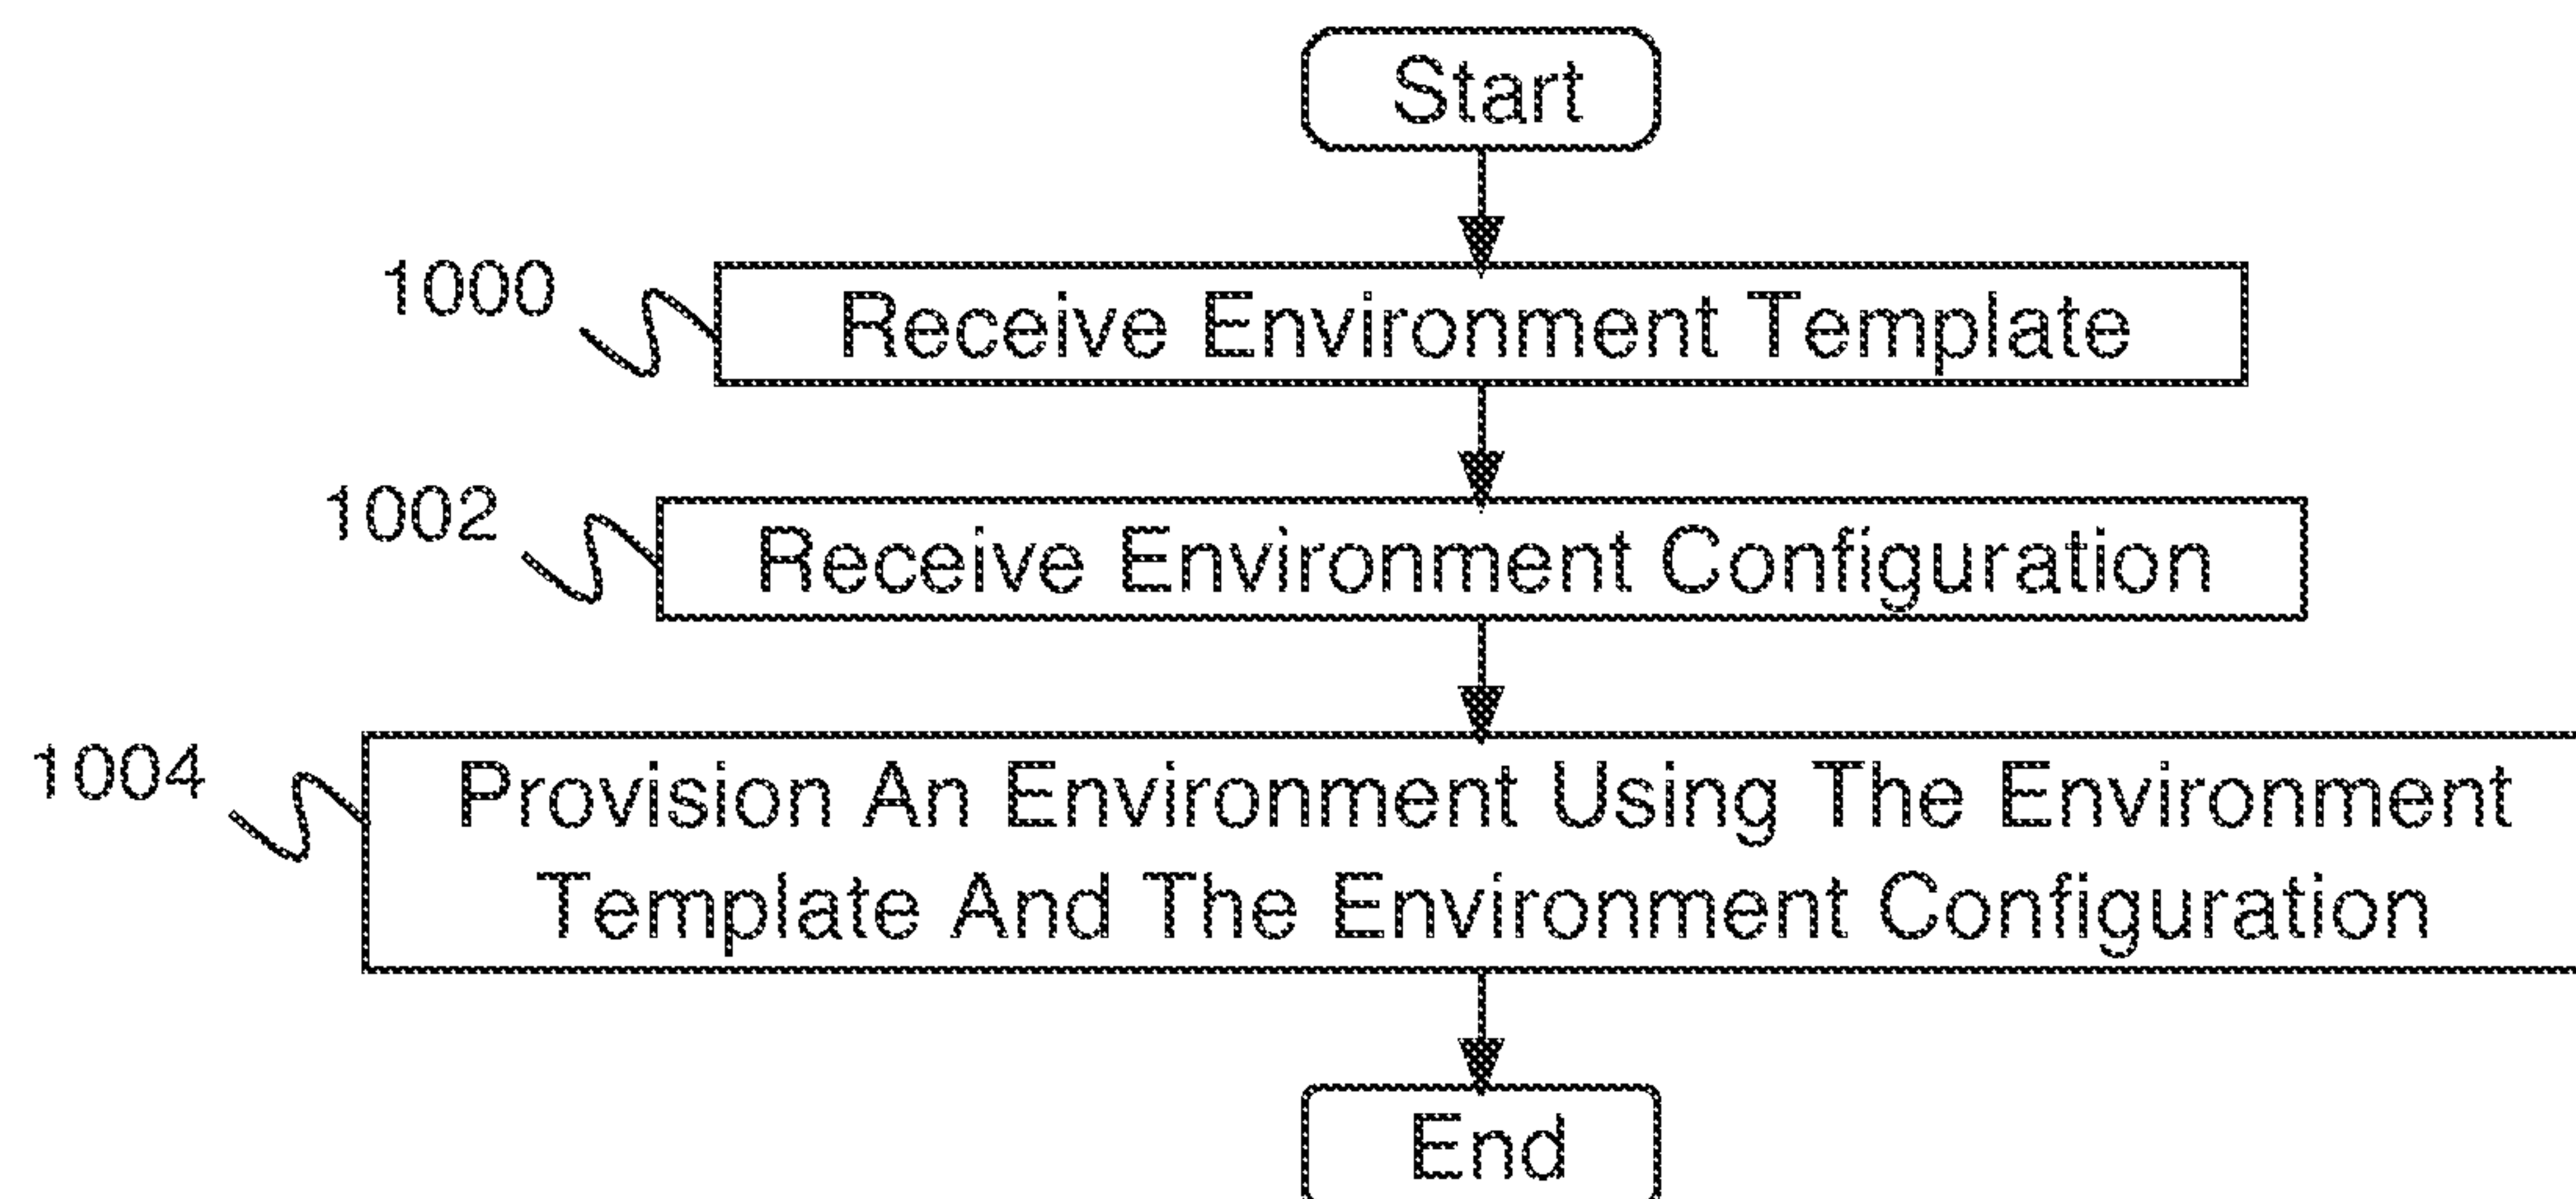 Start
1000
Receive Environment Template
1002
Receive Environment Configuration
1004
Provision An Environment Using The Environment
Template And The Environment Configuration
End